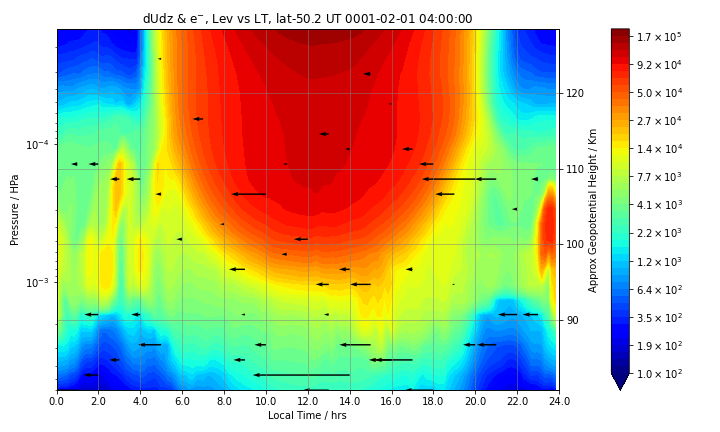 dUdz & e⁻, Lev vs LT, lat-50.2 UT 0001-02-01 04:00:00
Pressure / HPa
10⁻⁴
10⁻³
0.0 2.0 4.0 6.0 8.0 10.0 12.0 14.0 16.0 18.0 20.0 22.0 24.0
Local Time / hrs
120
110
100
90
Approx Geopotential Height / Km
1.7 × 10⁵
9.2 × 10⁴
5.0 × 10⁴
2.7 × 10⁴
1.4 × 10⁴
7.7 × 10³
4.1 × 10³
2.2 × 10³
1.2 × 10³
6.4 × 10²
3.5 × 10²
1.9 × 10²
1.0 × 10²